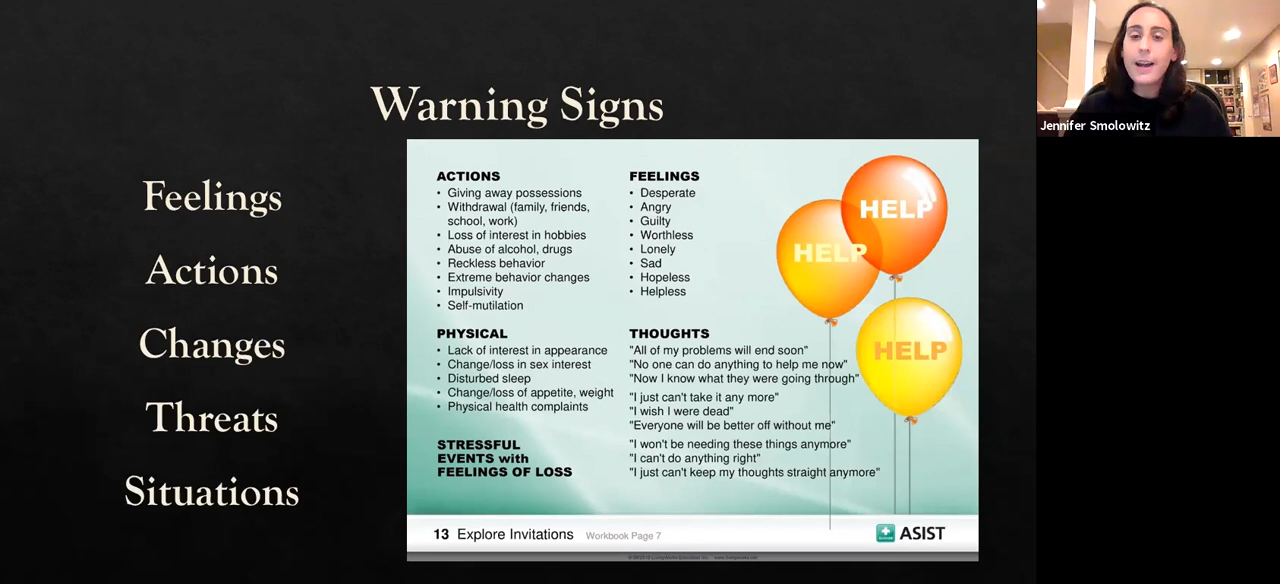 Warning Signs
Feelings
Actions
Changes
Threats
Situations
ACTIONS
• Giving away possessions
• Withdrawal (family, friends,
school, work)
• Loss of interest in hobbies
• Abuse of alcohol, drugs
• Reckless behavior
• Extreme behavior changes
• Impulsivity
• Self-mutilation
FEELINGS
• Desperate
• Angry
• Guilty
• Worthless
• Lonely
• Sad
• Hopeless
• Helpless
HELP
HELP
HELP
PHYSICAL
• Lack of interest in appearance
• Change/loss in sex interest
• Disturbed sleep
• Change/loss of appetite, weight
• Physical health complaints
THOUGHTS
"All of my problems will end soon"
"No one can do anything to help me now"
"Now I know what they were going through"
"I just can't take it any more"
"I wish I were dead"
"Everyone will be better off without me"
"I won't be needing these things anymore"
"I can't do anything right"
"I just can't keep my thoughts straight anymore"
STRESSFUL
EVENTS with
FEELINGS OF LOSS
13 Explore Invitations Workbook Page 7
ASIST
Jennifer Smolowitz